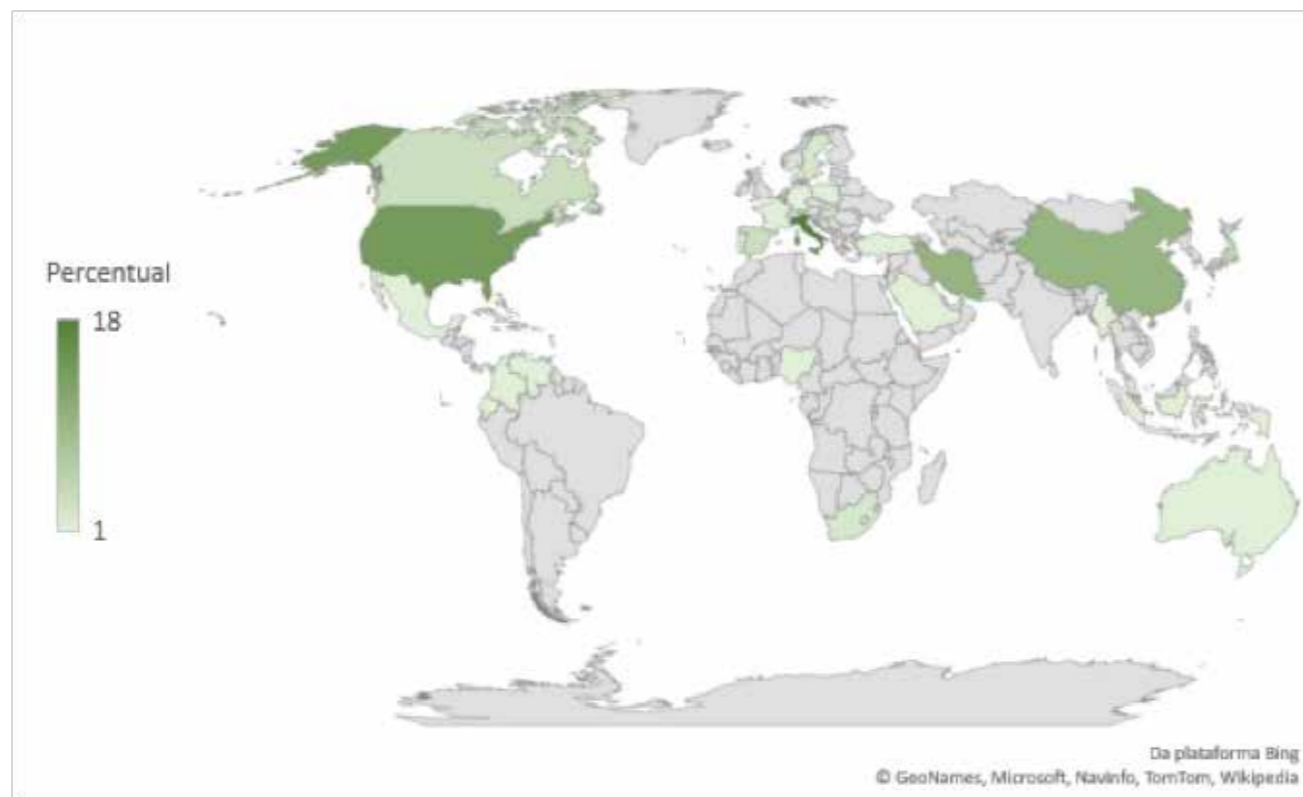 Percentual
18
1
Da plataforma Bing
© GeoNames, Microsoft, Navinfo, TomTom, Wikipedia